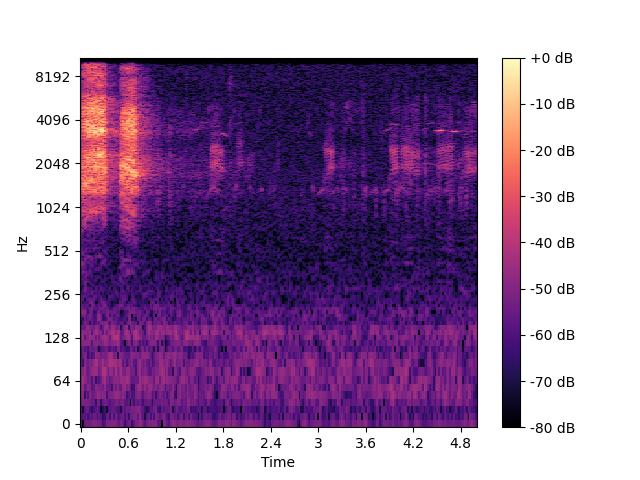 8192
4096
2048
1024
512
256
128
64
0
Hz
0
0.6
1.2
1.8
2.4
3
3.6
4.2
4.8
Time
+0 dB
-10 dB
-20 dB
-30 dB
-40 dB
-50 dB
-60 dB
-70 dB
-80 dB